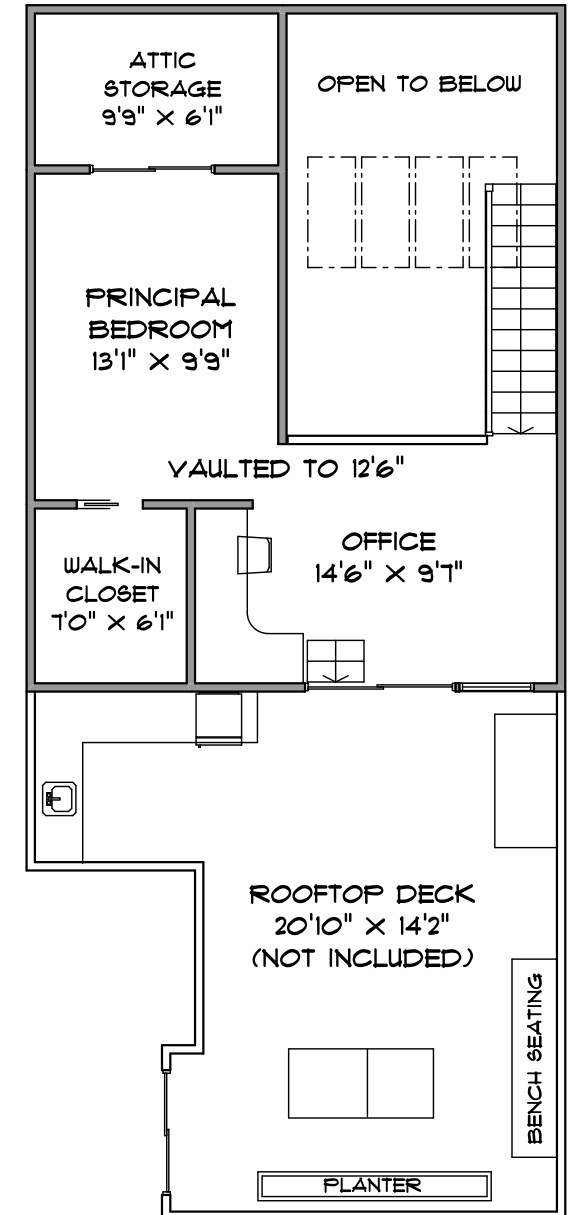 ATTIC
STORAGE
9'9" X 6'1"
OPEN TO BELOW
PRINCIPAL
BEDROOM
13'1" X 9'9"
VAULTED TO 12'6"
WALK-IN
CLOSET
7'0" X 6'1"
OFFICE
14'6" X 9'7"
ROOFTOP DECK
20'10" X 14'2"
(NOT INCLUDED)
BENCH SEATING
PLANTER